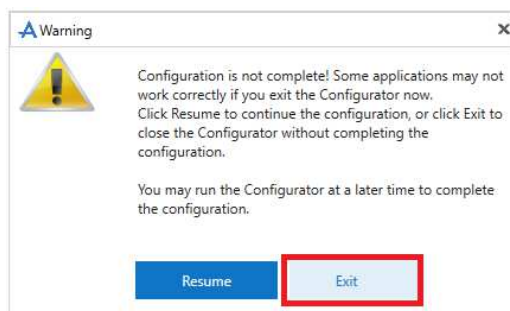 Warning
Configuration is not complete! Some applications may not
work correctly if you exit the Configurator now.
Click Resume to continue the configuration, or click Exit to
close the Configurator without completing the
configuration.
You may run the Configurator at a later time to complete
the configuration.
Resume
Exit